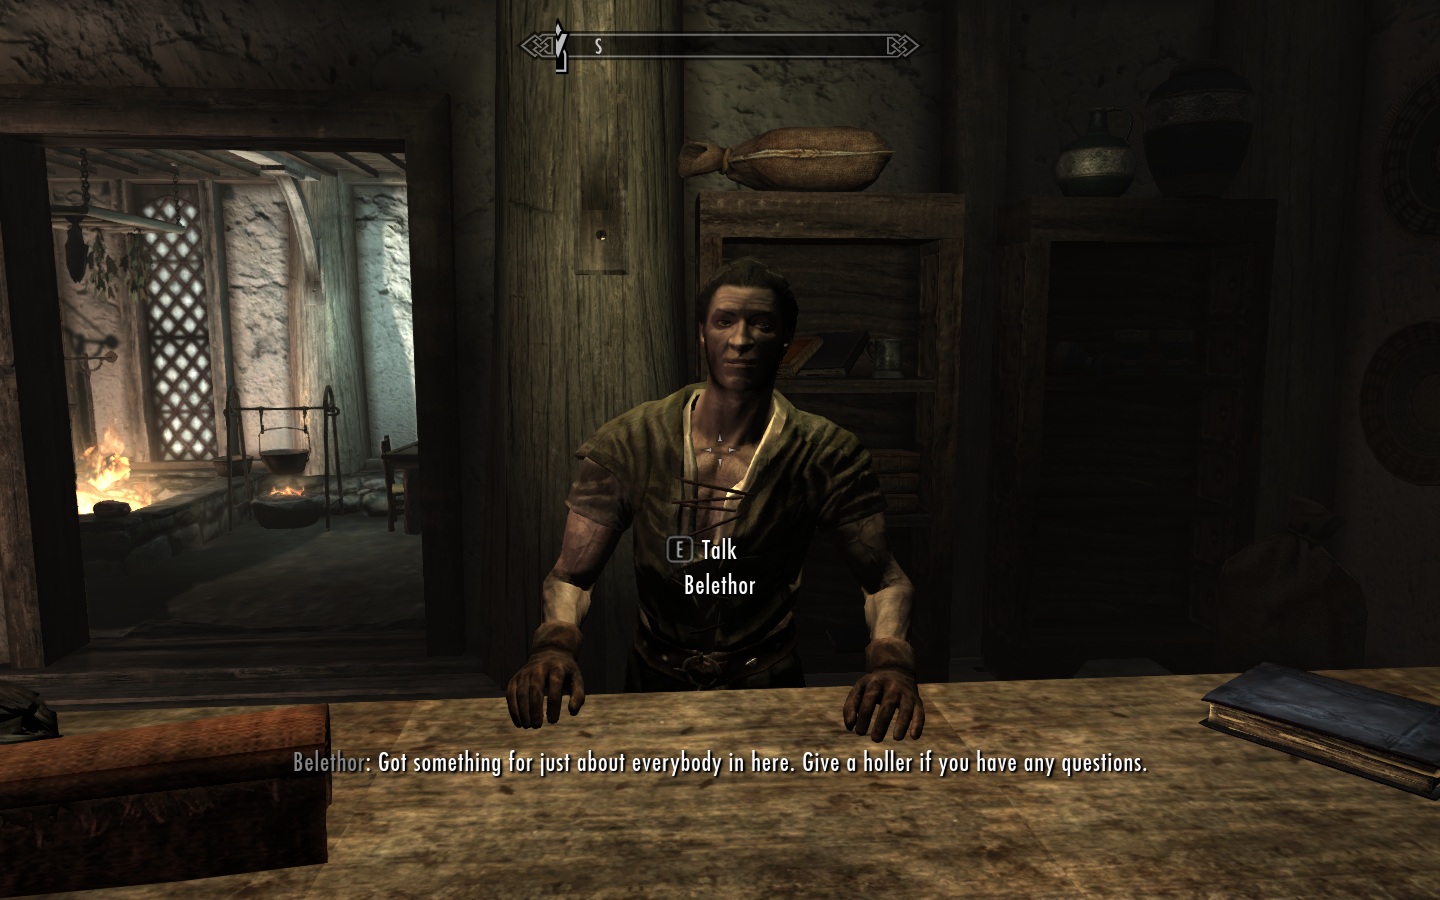 S
E Talk
Belethor
Belethor: Got something for just about everybody in here. Give a holler if you have any questions.